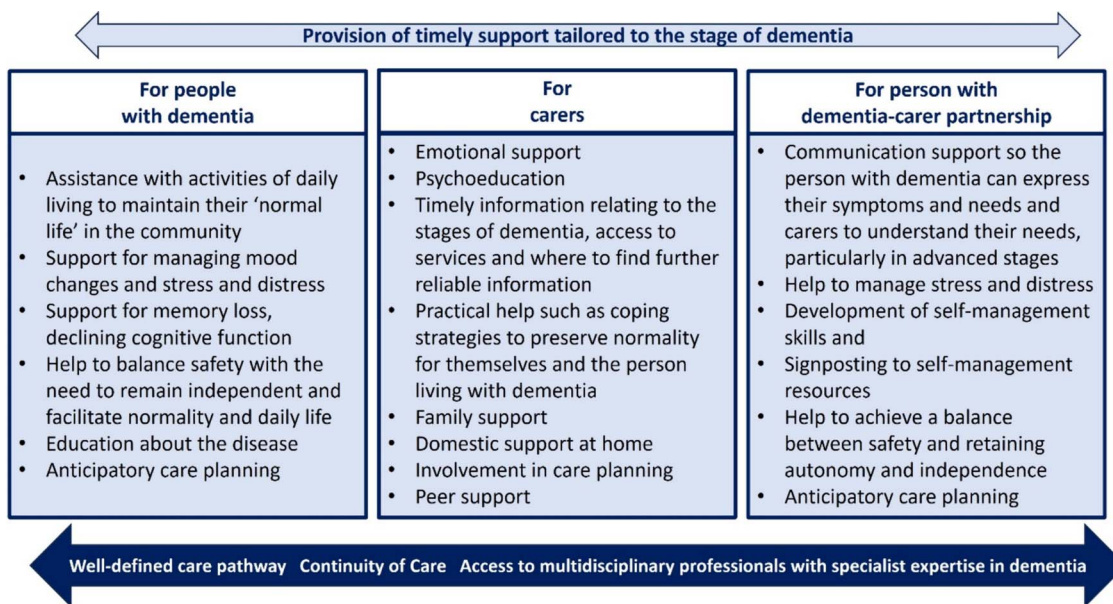 Provision of timely support tailored to the stage of dementia
For people
with dementia
• Assistance with activities of daily
living to maintain their ‘normal
life’ in the community
• Support for managing mood
changes and stress and distress
• Support for memory loss,
declining cognitive function
• Help to balance safety with the
need to remain independent and
facilitate normality and daily life
• Education about the disease
• Anticipatory care planning
For
carers
• Emotional support
• Psychoeducation
• Timely information relating to the
stages of dementia, access to
services and where to find further
reliable information
• Practical help such as coping
strategies to preserve normality
for themselves and the person
living with dementia
• Family support
• Domestic support at home
• Involvement in care planning
• Peer support
For person with
dementia-carer partnership
• Communication support so the
person with dementia can express
their symptoms and needs and
carers to understand their needs,
particularly in advanced stages
• Help to manage stress and distress
• Development of self-management
skills and
• Signposting to self-management
resources
• Help to achieve a balance
between safety and retaining
autonomy and independence
• Anticipatory care planning
Well-defined care pathway Continuity of Care Access to multidisciplinary professionals with specialist expertise in dementia